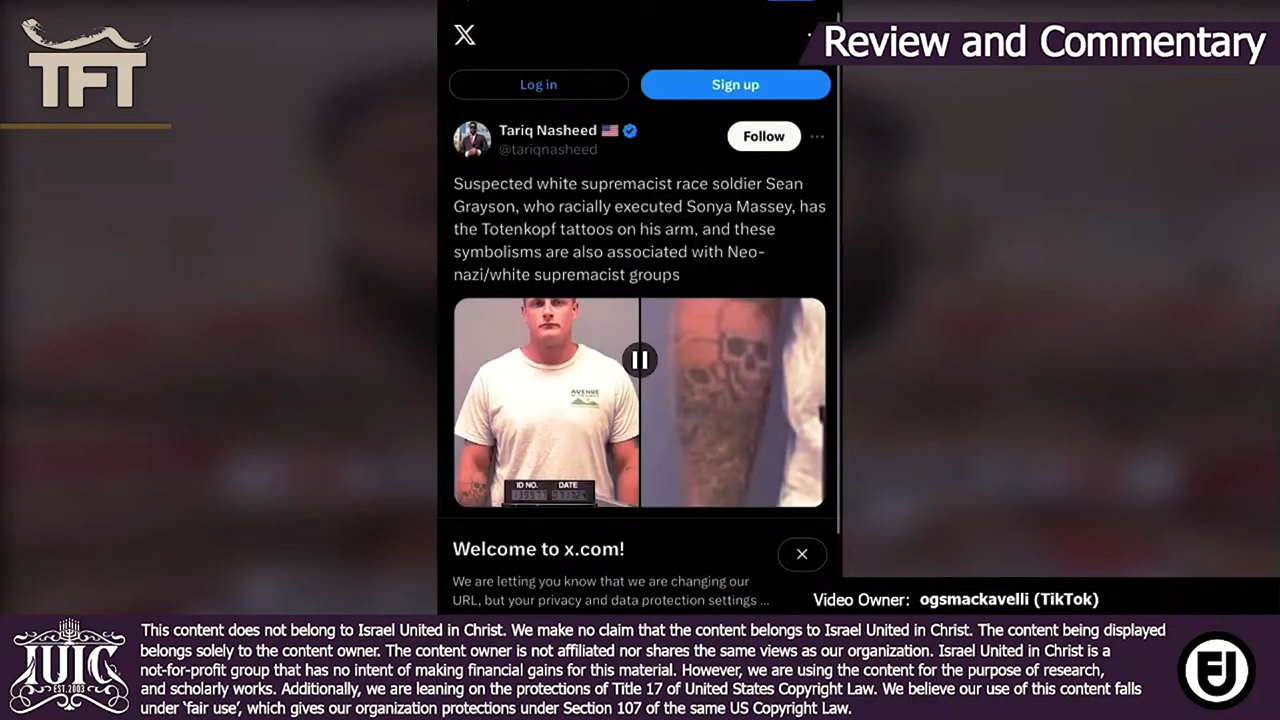 TFT
Review and Commentary
Log in
Sign up
Tariq Nasheed
@tariqnasheed
Follow
Suspected white supremacist race soldier Sean
Grayson, who racially executed Sonya Massey, has
the Totenkopf tattoos on his arm, and these
symbolisms are also associated with Neo-
nazi/white supremacist groups
AVENUE
ID NO. DATE
Welcome to x.com!
We are letting you know that we are changing our
URL, but your privacy and data protection settings ...
Video Owner: ogsmackavelli (TikTok)
IUIC
EST. 2003
This content does not belong to Israel United in Christ. We make no claim that the content belongs to Israel United in Christ. The content being displayed
belongs solely to the content owner. The content owner is not affiliated nor shares the same views as our organization. Israel United in Christ is a
not-for-profit group that has no intent of making financial gains for this material. However, we are using the content for the purpose of research,
and scholarly works. Additionally, we are leaning on the protections of Title 17 of United States Copyright Law. We believe our use of this content falls
under 'fair use', which gives our organization protections under Section 107 of the same US Copyright Law.